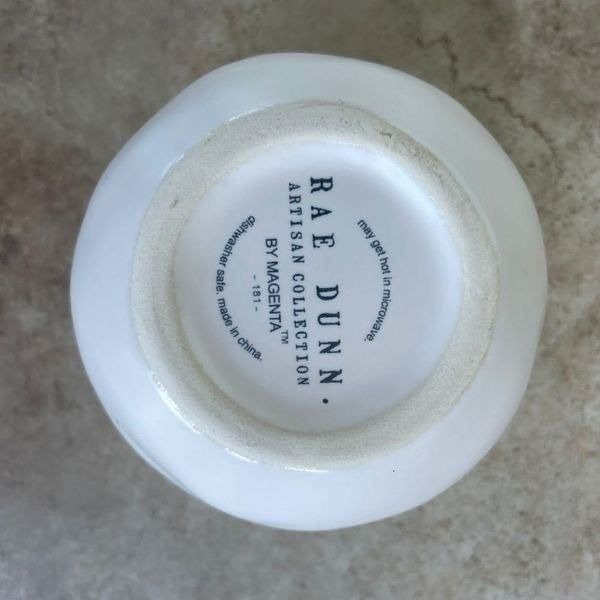 may get hot in microwave.
RAE DUNN.
ARTISAN COLLECTION
BY MAGENTA™
- 181 -
dishwasher safe. made in china.